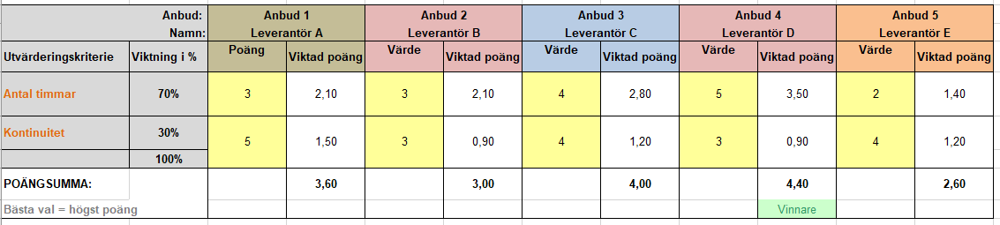 Anbud: Anbud 1 Anbud 2 Anbud 3 Anbud 4 Anbud 5
Namn: Leverantör A Leverantör B Leverantör C Leverantör D Leverantör E
Utvärderingskriterie Viktning i % Poäng Viktad poäng Värde Viktad poäng Värde Viktad poäng Värde Viktad poäng Värde Viktad poäng
Antal timmar 70% 3 2,10 3 2,10 4 2,80 5 3,50 2 1,40
Kontinuitet 30% 5 1,50 3 0,90 4 1,20 3 0,90 4 1,20
100%
POÄNGSUMMA: 3,60 3,00 4,00 4,40 2,60
Bästa val = högst poäng Vinnare